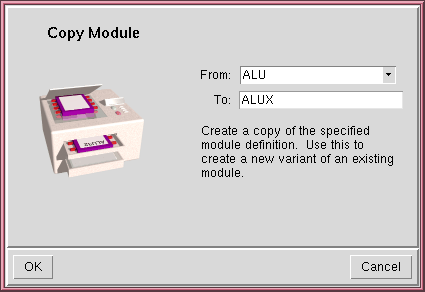 Copy Module
From: ALU
To: ALUX
Create a copy of the specified
module definition. Use this to
create a new variant of an existing
module.
OK
Cancel